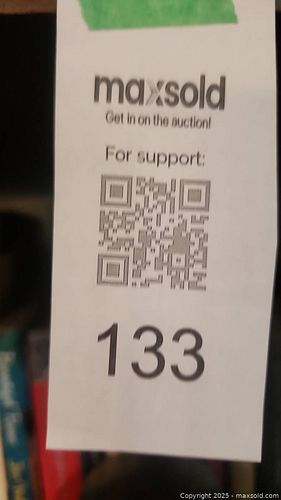 maxsold
Get in on the auction!
For support:
133
Copyright 2025 - maxsold.com